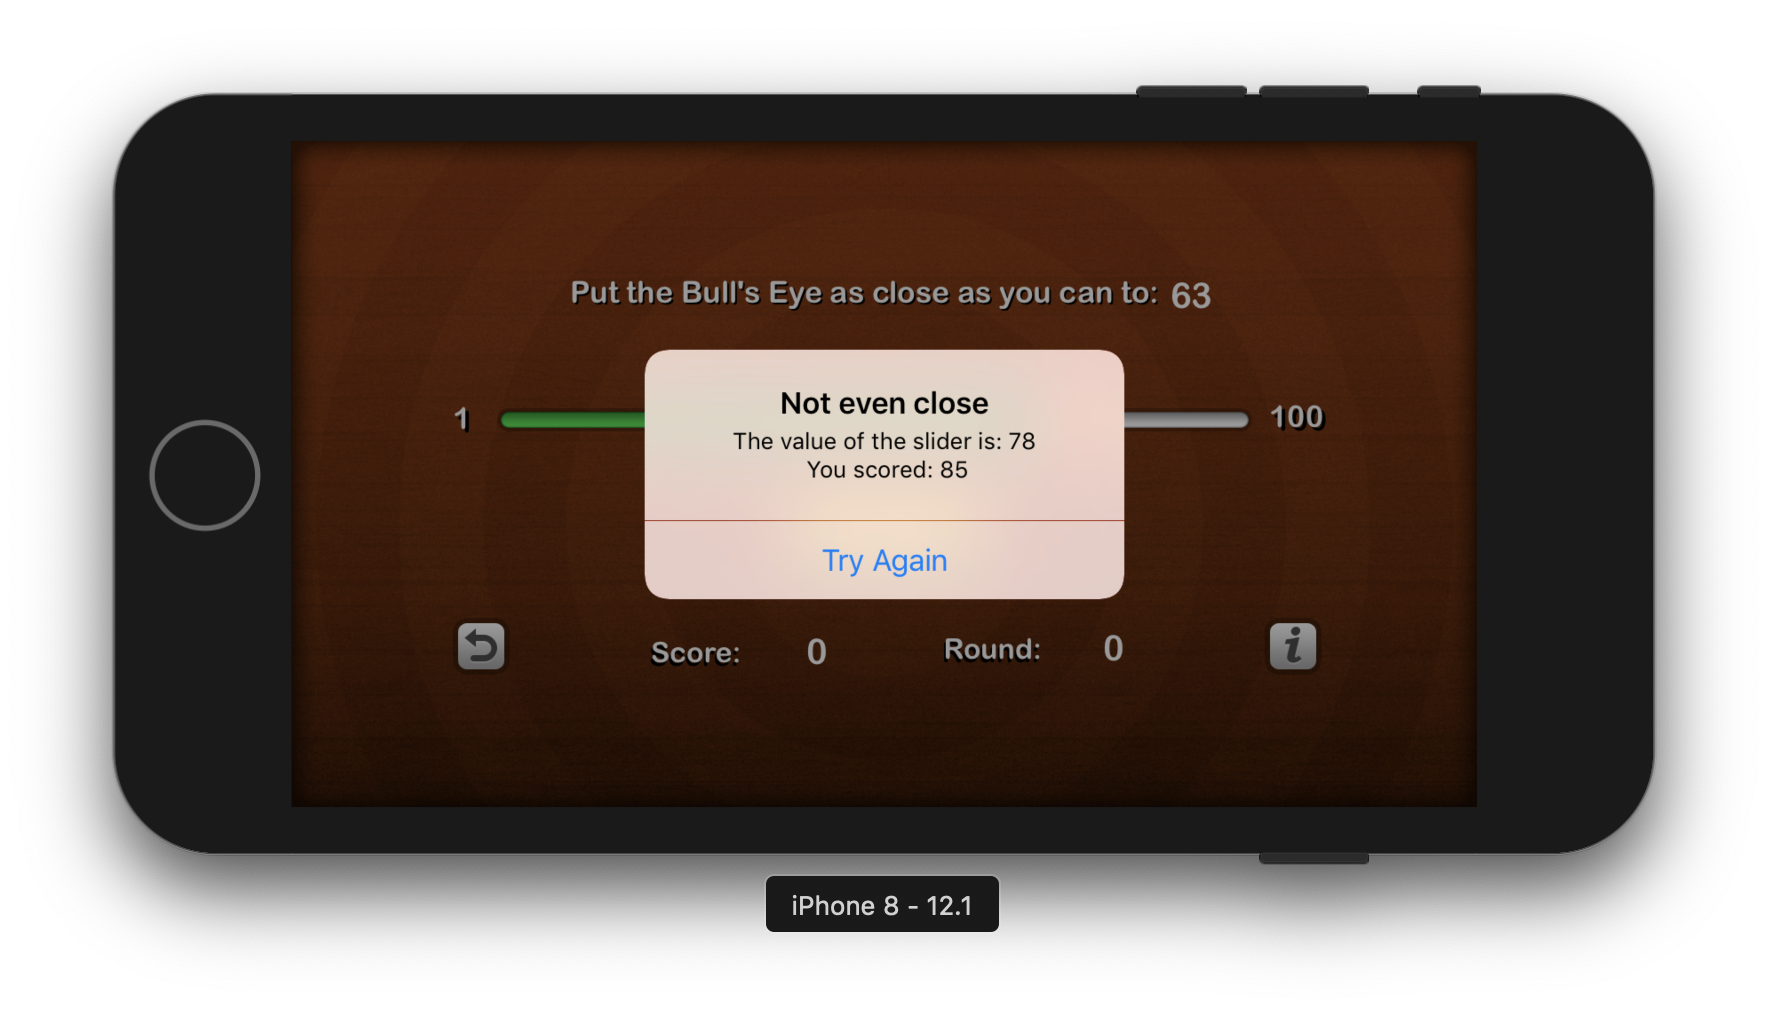 Put the Bull's Eye as close as you can to: 63
Not even close
The value of the slider is: 78
You scored: 85
1
100
Try Again
Score: 0
Round: 0
i
iPhone 8 - 12.1